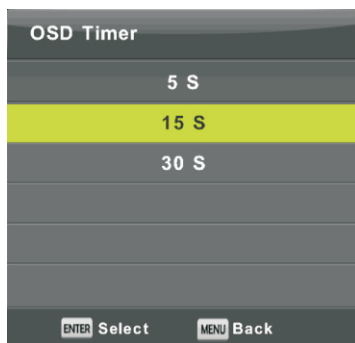 OSD Timer
5 S
15 S
30 S
ENTER Select MENU Back